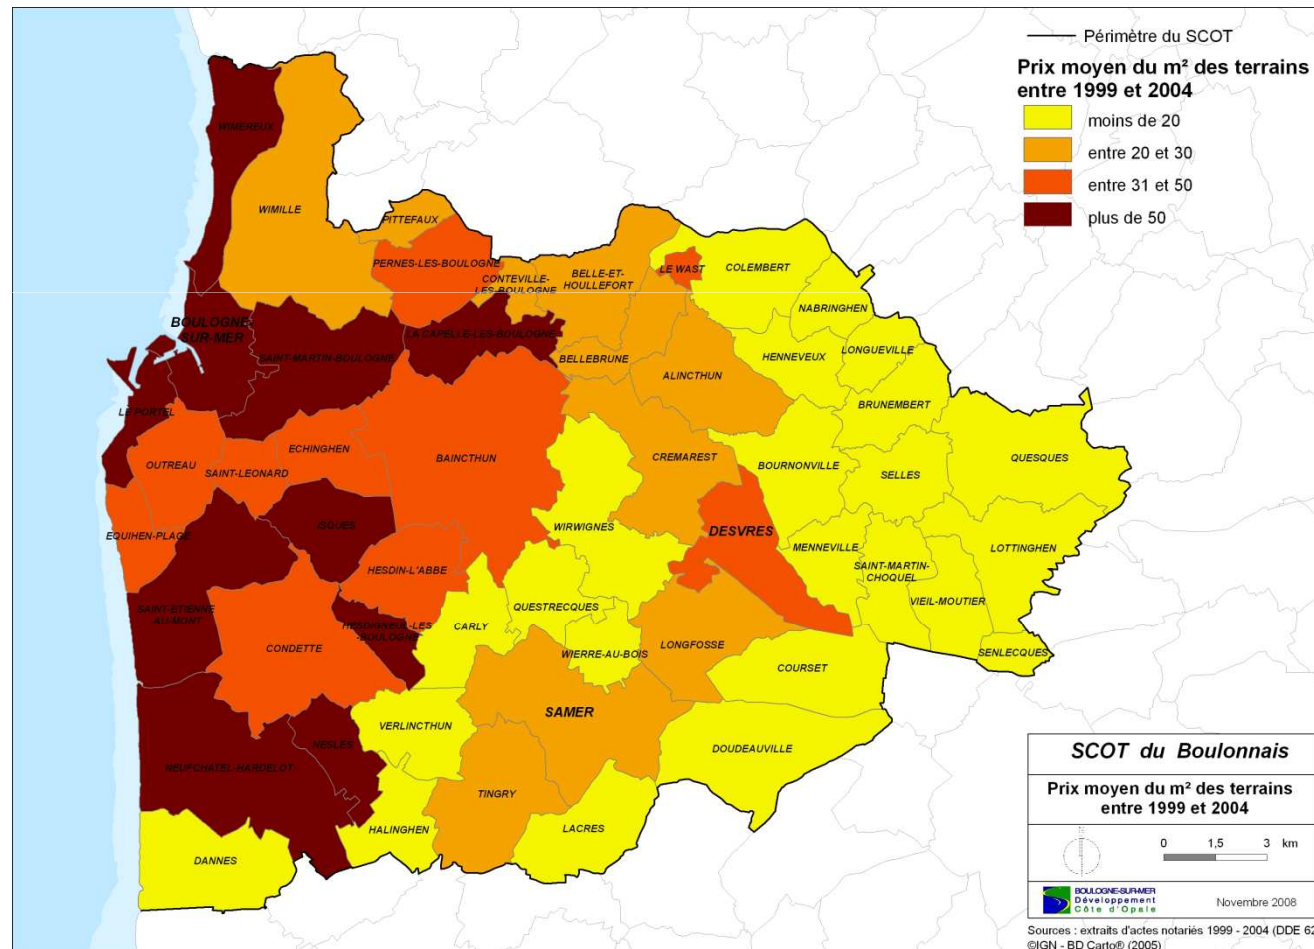 Périmètre du SCOT
Prix moyen du m² des terrains
entre 1999 et 2004
moins de 20
entre 20 et 30
entre 31 et 50
plus de 50
WIMEREUX
WIMILLE
PITTEFAUX
PERNES-LES-BOULOGNE
CONTEVILLE-
LES-BOULOGNE
BELLE-ET-
HOULLEFORT
LE WAST
COLEMBERT
NABRINGHEN
BOULOGNE-
SUR-MER
SAINT-MARTIN-BOULOGNE
LA CAPELLE-LES-BOULOGNE
BELLEBRUNE
ALINCTHUN
HENNEVEUX
LONGUEVILLE
BRUNEMBERT
LE PORTEL
OUTREAU
SAINT-LEONARD
ECHINGHEN
BAINCTHUN
CREMAREST
BOURNONVILLE
SELLES
QUESQUES
EQUIHEN-PLAGE
ISQUES
WIRWIGNES
DESVRES
MENNEVILLE
LOTTINGHEN
SAINT-MARTIN-
CHOQUEL
VIEIL-MOUTIER
SENLECQUES
HESDIN-L'ABBE
SAINT-ETIENNE
AU-MONT
HESDIGNEUL-LES
-BOULOGNE
CARLY
QUESTRECQUES
WIERRE-AU-BOIS
LONGFOSSE
COURSET
CONDETTE
VERLINCTHUN
SAMER
DOUDEAUVILLE
NESLES
NEUFCHATEL-HARDELOT
TINGRY
HALINGHEN
LACRES
DANNES
SCOT du Boulonnais
Prix moyen du m² des terrains
entre 1999 et 2004
0 1,5 3 km
BOULOGNE-SUR-MER
Développement
Côte d'Opale
Novembre 2008
Sources : extraits d'actes notariés 1999 - 2004 (DDE 62
©IGN - BD Carto® (2005)